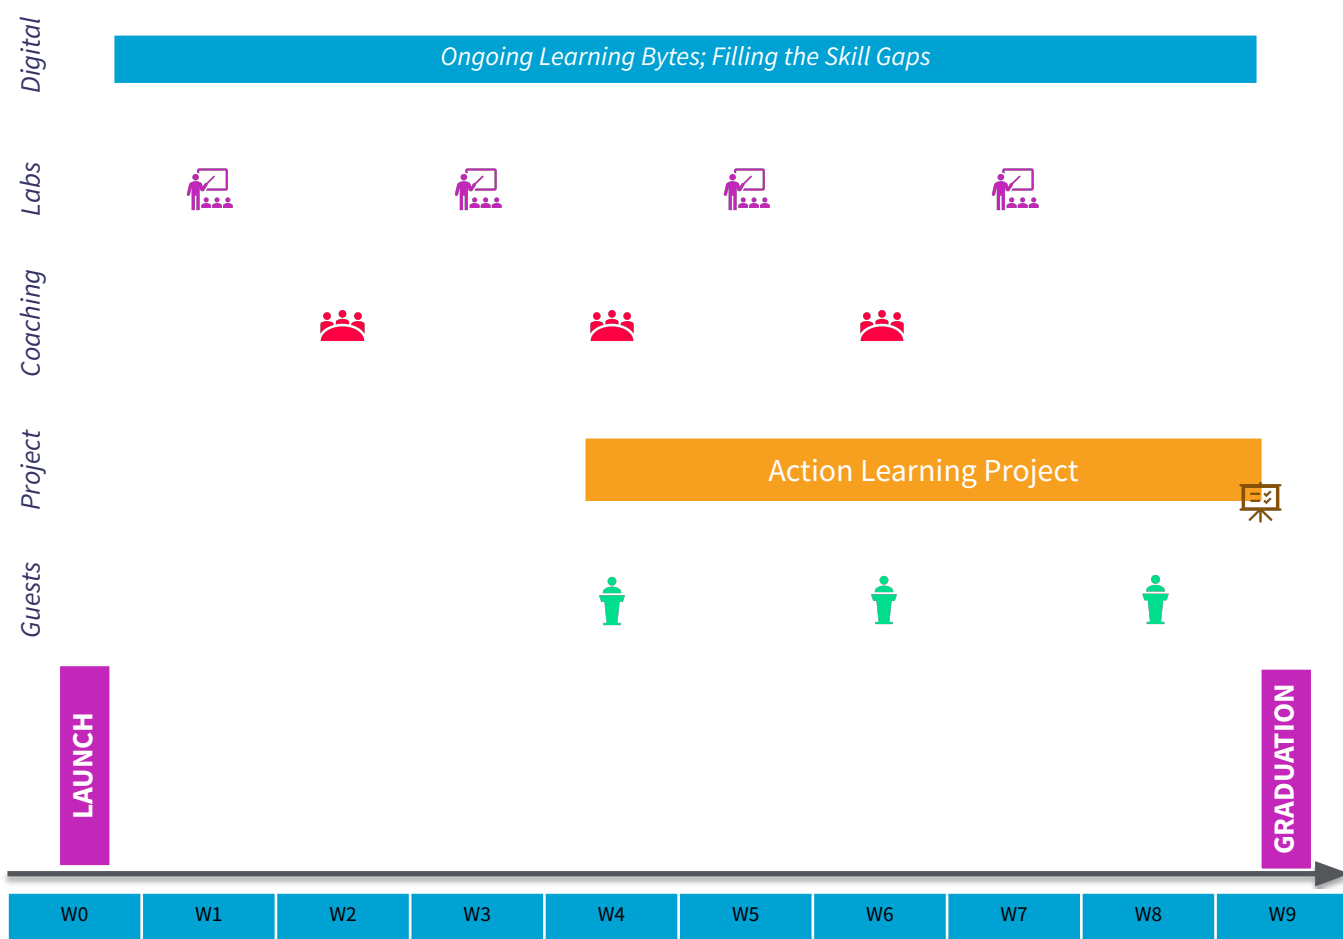 Digital
Ongoing Learning Bytes; Filling the Skill Gaps
Labs
Coaching
Project
Action Learning Project
Guests
LAUNCH
GRADUATION
W0
W1
W2
W3
W4
W5
W6
W7
W8
W9